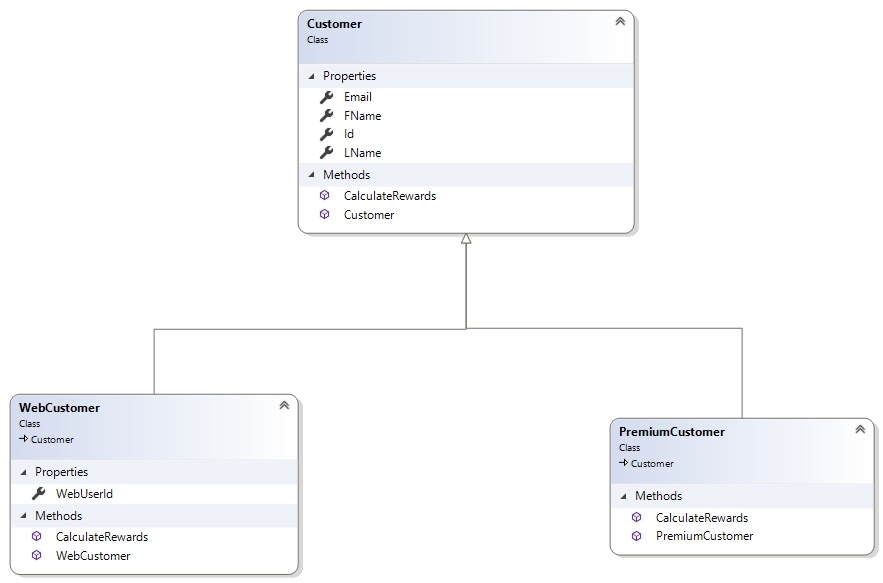 Customer
Class
Properties
Email
FName
Id
LName
Methods
CalculateRewards
Customer
WebCustomer
Class
Customer
Properties
WebUserId
Methods
CalculateRewards
WebCustomer
PremiumCustomer
Class
Customer
Methods
CalculateRewards
PremiumCustomer